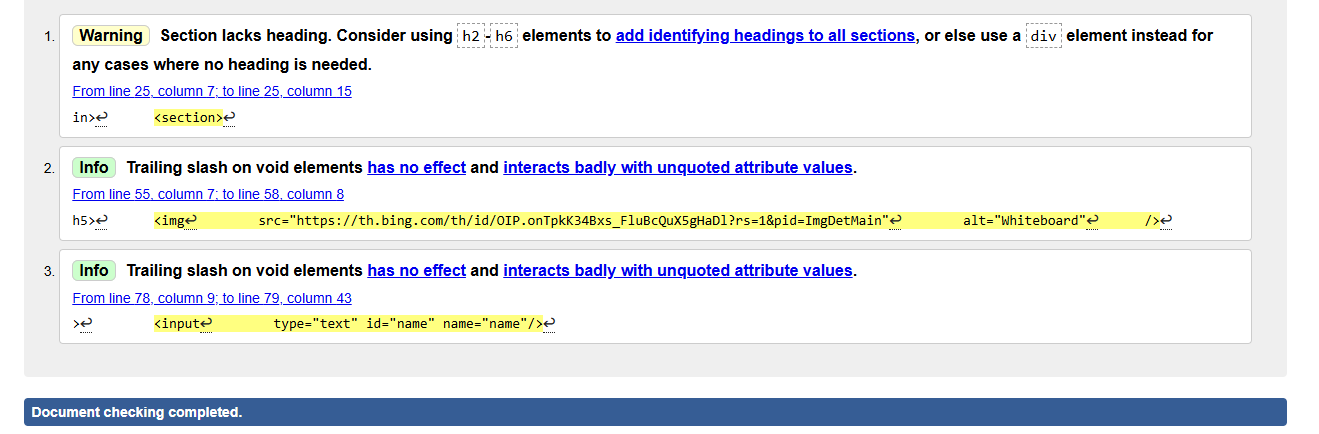 1. Warning Section lacks heading. Consider using h2-h6 elements to add identifying headings to all sections, or else use a div element instead for
any cases where no heading is needed.
From line 25, column 7; to line 25, column 15
in>↩ <section>↩
2. Info Trailing slash on void elements has no effect and interacts badly with unquoted attribute values.
From line 55, column 7; to line 58, column 8
h5>↩ <img↩ src="https://th.bing.com/th/id/OIP.onTpkK34Bxs_FluBcQuX5gHaDl?rs=1&pid=ImgDetMain"↩ alt="Whiteboard"↩ />↩
3. Info Trailing slash on void elements has no effect and interacts badly with unquoted attribute values.
From line 78, column 9; to line 79, column 43
>↩ <input↩ type="text" id="name" name="name"/>↩
Document checking completed.